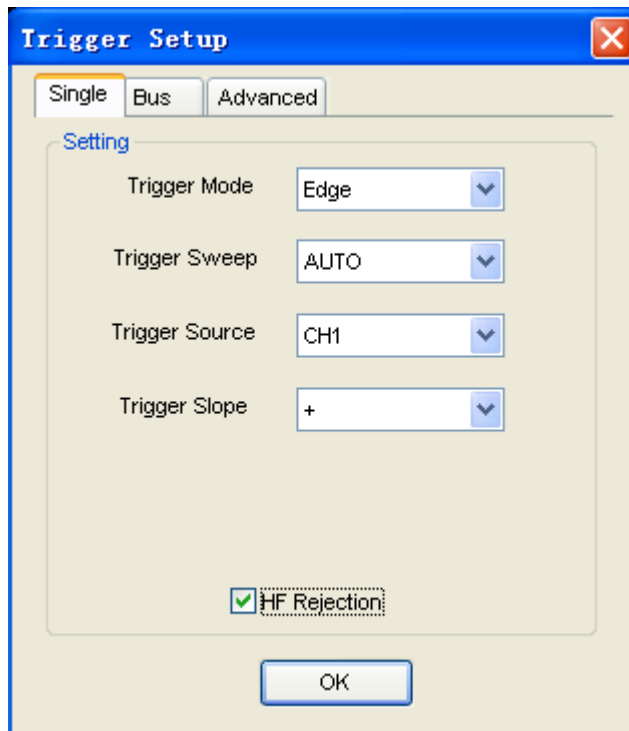 Trigger Setup
Single Bus Advanced
Setting
Trigger Mode Edge
Trigger Sweep AUTO
Trigger Source CH1
Trigger Slope +
HF Rejection
OK